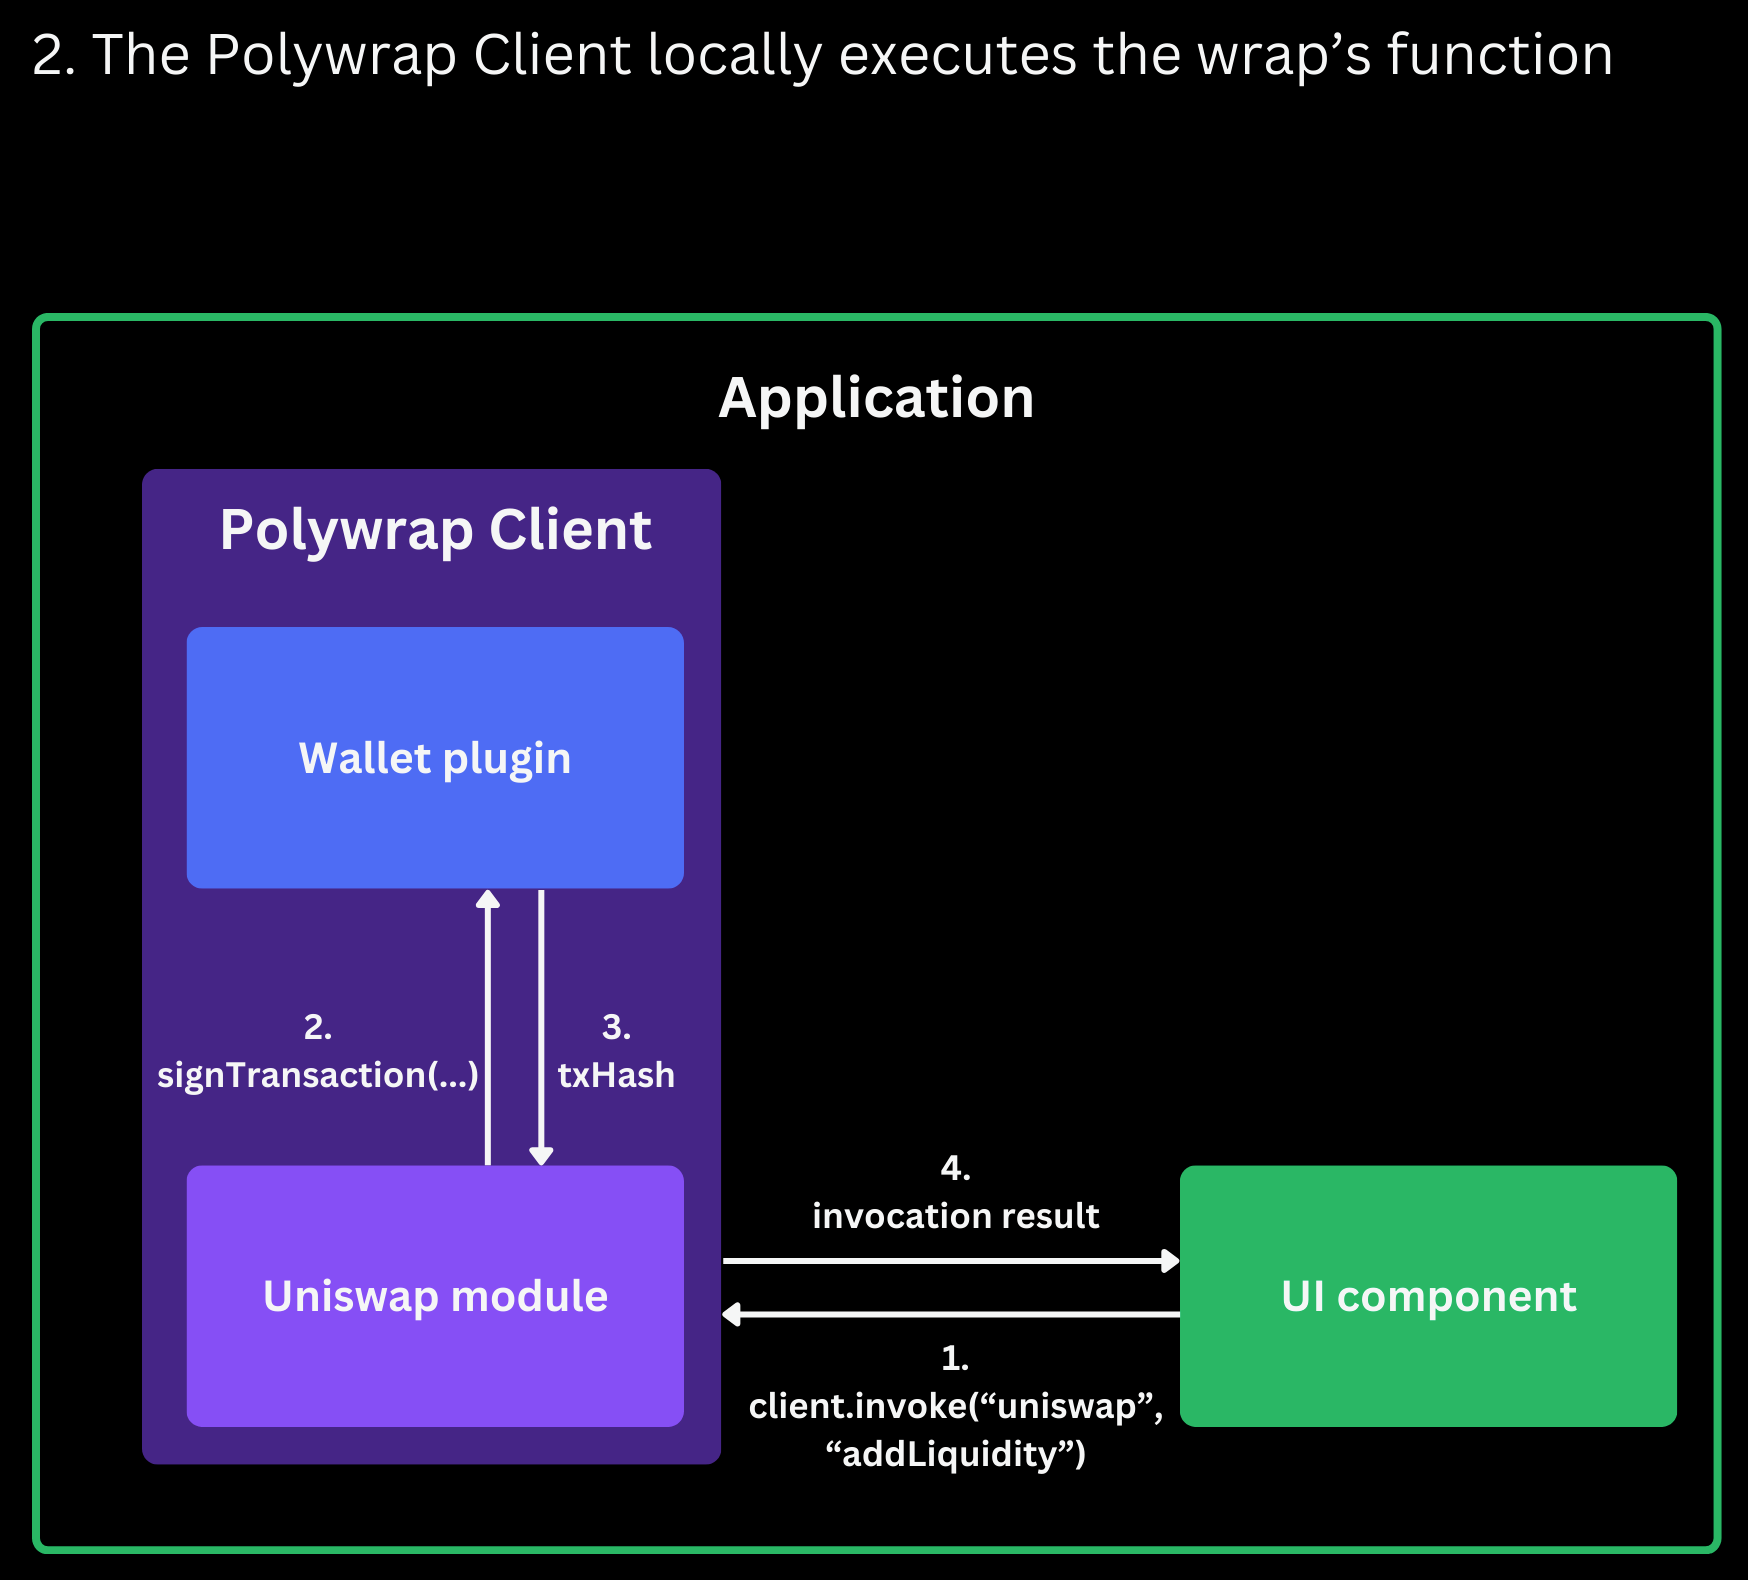 2. The Polywrap Client locally executes the wrap’s function
Application
Polywrap Client
Wallet plugin
2.
signTransaction(...)
3.
txHash
Uniswap module
4.
invocation result
1.
client.invoke(“uniswap”,
“addLiquidity”)
UI component